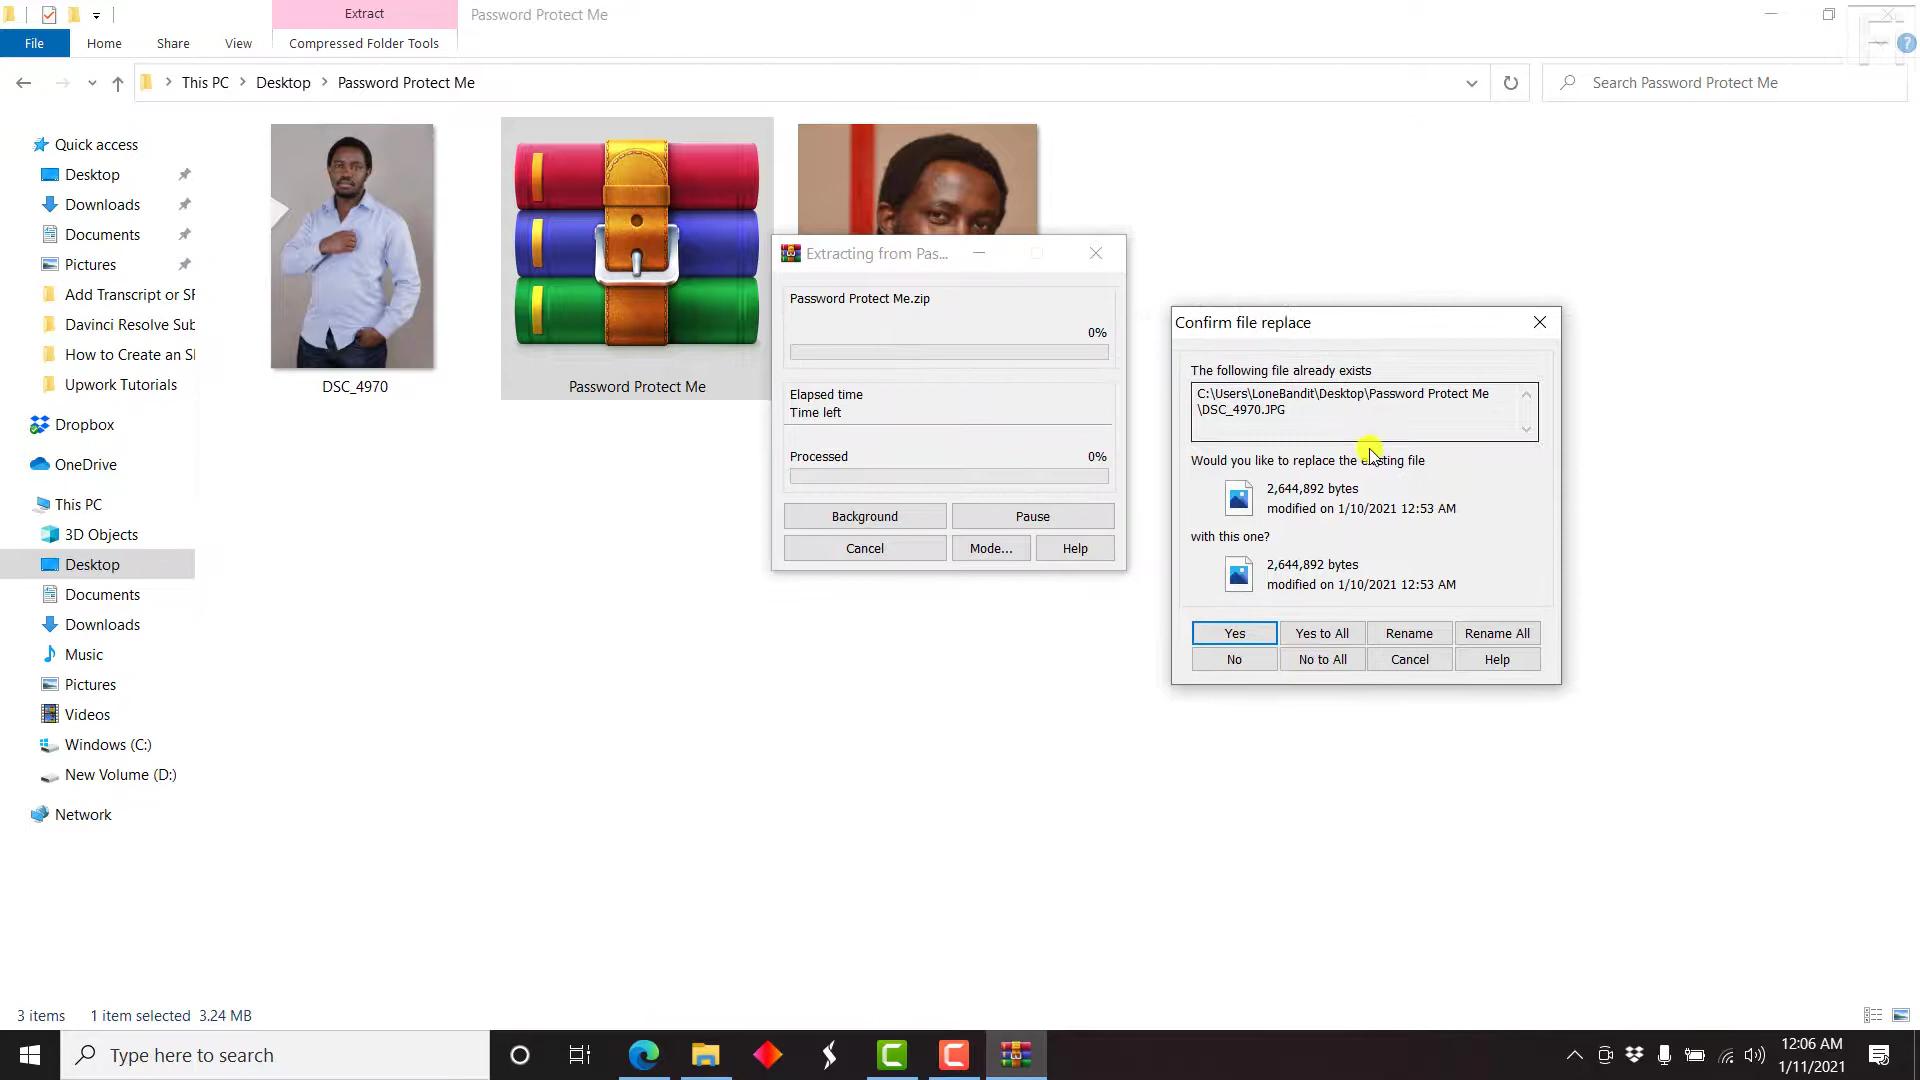 Extract
Password Protect Me
File
Home
Share
View
Compressed Folder Tools
This PC
Desktop
Password Protect Me
Search Password Protect Me
Quick access
Desktop
Downloads
Documents
Pictures
Add Transcript or SF
Davinci Resolve Sub
How to Create an SI
Upwork Tutorials
Dropbox
OneDrive
This PC
3D Objects
Desktop
Documents
Downloads
Music
Pictures
Videos
Windows (C:)
New Volume (D:)
Network
DSC_4970
Password Protect Me
Extracting from Pas...
Password Protect Me.zip
0%
Elapsed time
Time left
Processed
0%
Background
Pause
Cancel
Mode...
Help
Confirm file replace
The following file already exists
C:\Users\LoneBandit\Desktop\Password Protect Me
\DSC_4970.JPG
Would you like to replace the existing file
2,644,892 bytes
modified on 1/10/2021 12:53 AM
with this one?
2,644,892 bytes
modified on 1/10/2021 12:53 AM
Yes
Yes to All
Rename
Rename All
No
No to All
Cancel
Help
3 items
1 item selected 3.24 MB
Type here to search
12:06 AM
1/11/2021